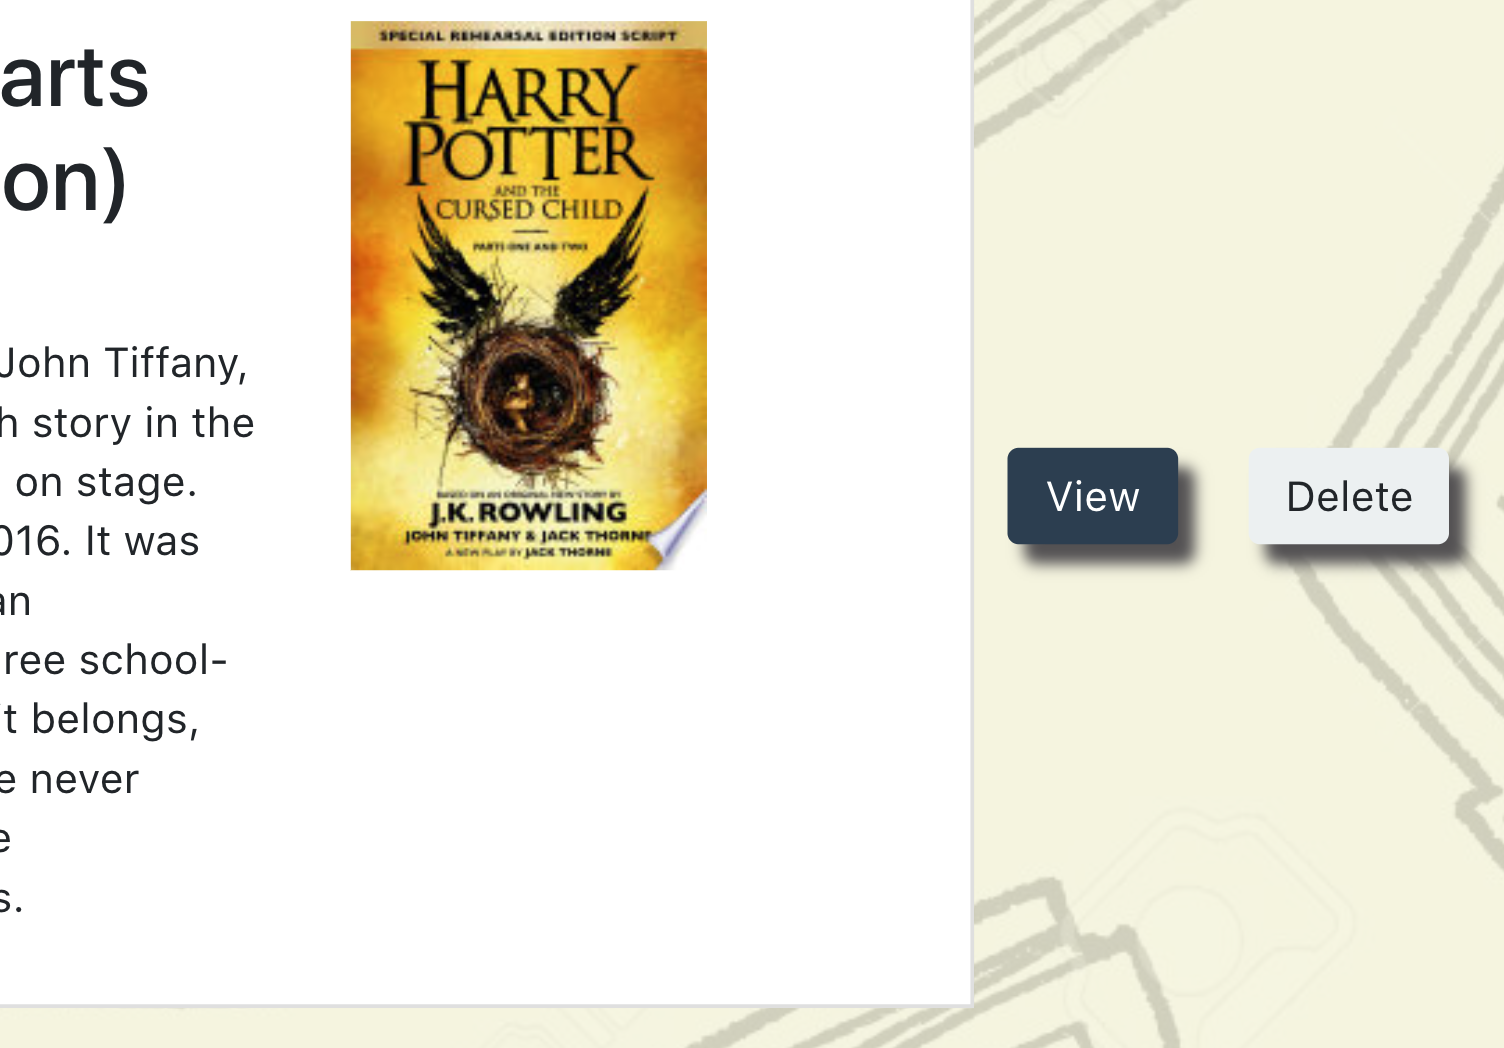 arts
on)
John Tiffany,
h story in the
on stage.
016. It was
an
ree school-
t belongs,
e never
e
s.
SPECIAL REHEARSAL EDITION SCRIPT
HARRY
POTTER
AND THE
CURSED CHILD
PARTS ONE AND TWO
BASED ON AN ORIGINAL NEW STORY BY
J.K. ROWLING
JOHN TIFFANY & JACK THORNE
A NEW PLAY BY JACK THORNE
View
Delete